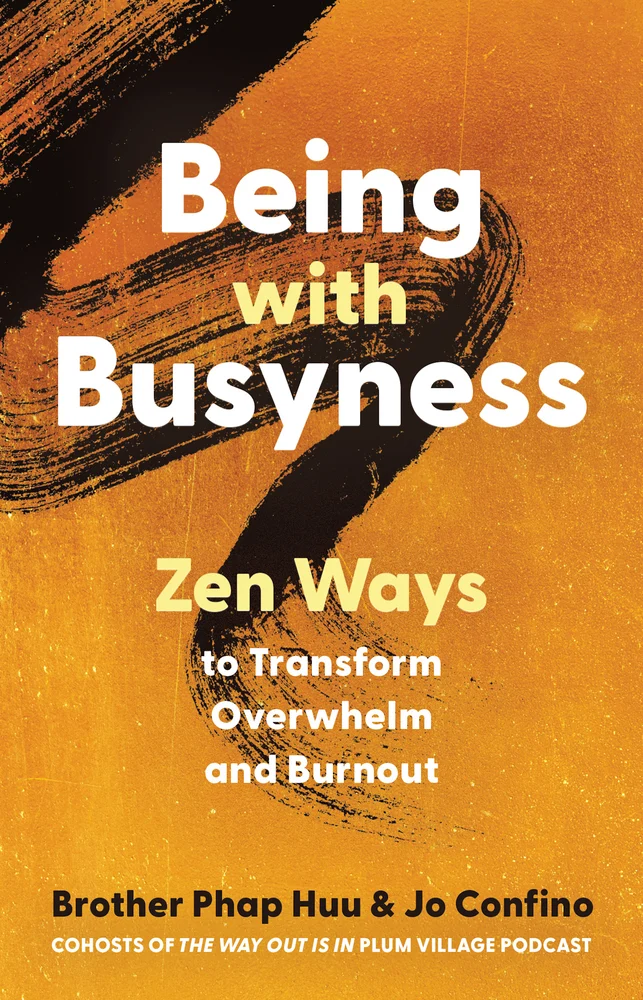 Being
with
Busyness
Zen Ways
to Transform
Overwhelm
and Burnout
Brother Phap Huu & Jo Confino
COHOSTS OF THE WAY OUT IS IN PLUM VILLAGE PODCAST